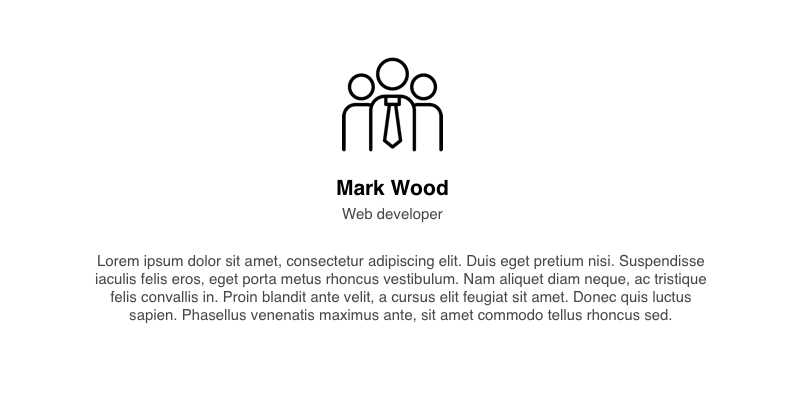 Mark Wood
Web developer
Lorem ipsum dolor sit amet, consectetur adipiscing elit. Duis eget pretium nisi. Suspendisse
iaculis felis eros, eget porta metus rhoncus vestibulum. Nam aliquet diam neque, ac tristique
felis convallis in. Proin blandit ante velit, a cursus elit feugiat sit amet. Donec quis luctus
sapien. Phasellus venenatis maximus ante, sit amet commodo tellus rhoncus sed.